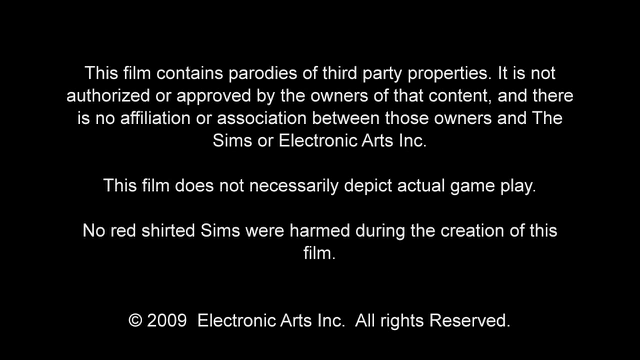 This film contains parodies of third party properties. It is not
authorized or approved by the owners of that content, and there
is no affiliation or association between those owners and The
Sims or Electronic Arts Inc.
This film does not necessarily depict actual game play.
No red shirted Sims were harmed during the creation of this
film.
© 2009  Electronic Arts Inc.  All rights Reserved.